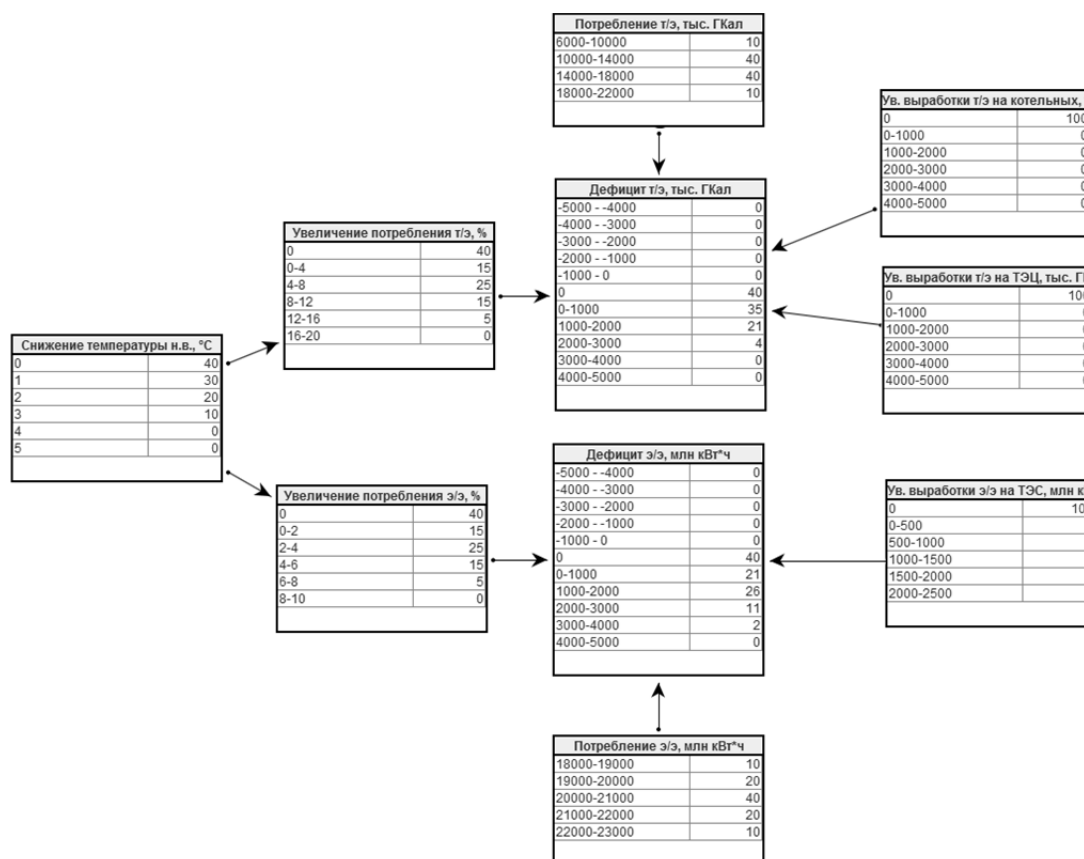 Потребление т/э, тыс. ГКал
6000-10000 10
10000-14000 40
14000-18000 40
18000-22000 10
Ув. выработки т/э на котельных,
0 100
0-1000 0
1000-2000 0
2000-3000 0
3000-4000 0
4000-5000 0
Дефицит т/э, тыс. ГКал
-5000 - -4000 0
-4000 - -3000 0
-3000 - -2000 0
-2000 - -1000 0
-1000 - 0 0
0 40
0-1000 35
1000-2000 21
2000-3000 4
3000-4000 0
4000-5000 0
Увеличение потребления т/э, %
0 40
0-4 15
4-8 25
8-12 15
12-16 5
16-20 0
Ув. выработки т/э на ТЭЦ, тыс.
0 100
0-1000
1000-2000
2000-3000
3000-4000
4000-5000
Снижение температуры н.в., °C
0 40
1 30
2 20
3 10
4 0
5 0
Дефицит э/э, млн кВт*ч
-5000 - -4000 0
-4000 - -3000 0
-3000 - -2000 0
-2000 - -1000 0
-1000 - 0 0
0 40
0-1000 21
1000-2000 26
2000-3000 11
3000-4000 2
4000-5000 0
Увеличение потребления э/э, %
0 40
0-2 15
2-4 25
4-6 15
6-8 5
8-10 0
Ув. выработки э/э на ТЭС, млн
0 10
0-500
500-1000
1000-1500
1500-2000
2000-2500
Потребление э/э, млн кВт*ч
18000-19000 10
19000-20000 20
20000-21000 40
21000-22000 20
22000-23000 10